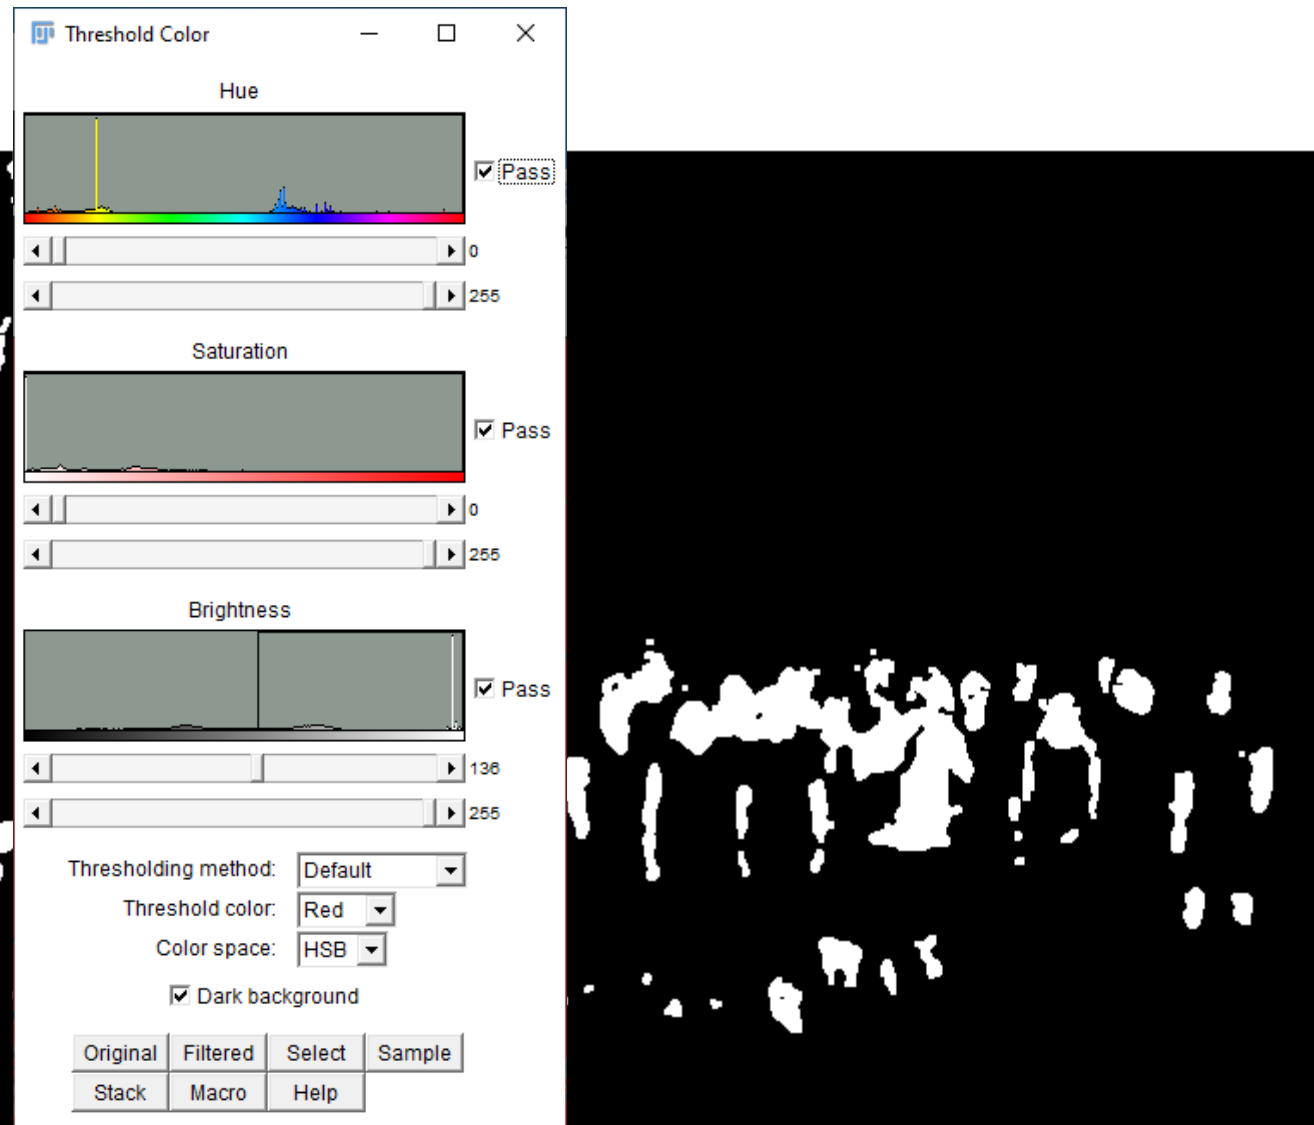 Threshold Color
Hue
Pass
0
255
Saturation
Pass
0
255
Brightness
Pass
136
255
Thresholding method: Default
Threshold color: Red
Color space: HSB
Dark background
Original Filtered Select Sample
Stack Macro Help